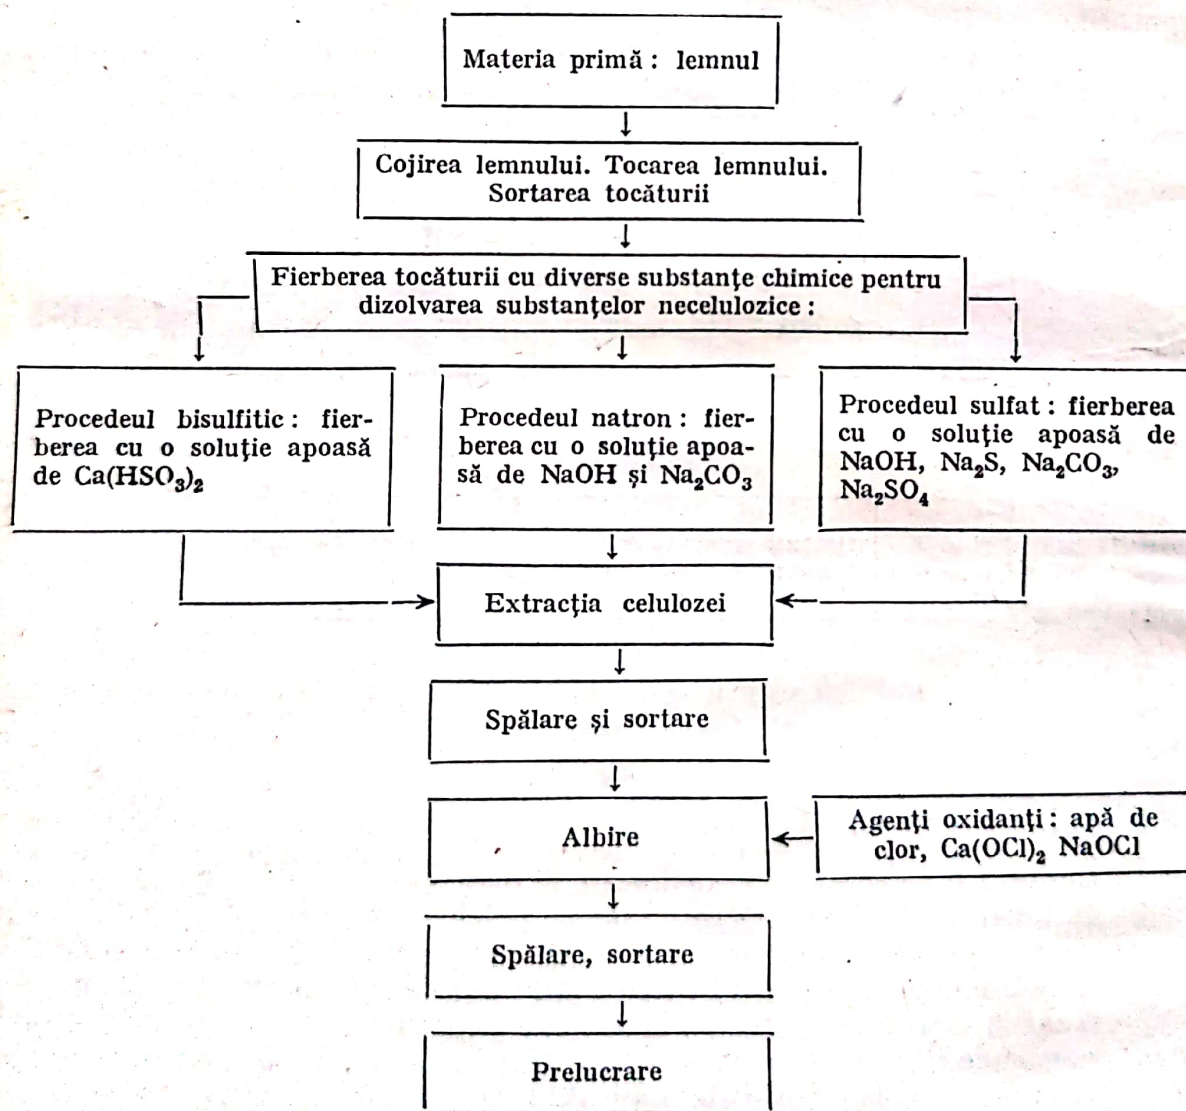 Materia primă : lemnul
Cojirea lemnului. Tocarea lemnului.
Sortarea tocăturii
Fierberea tocăturii cu diverse substanțe chimice pentru
dizolvarea substanțelor necelulozice :
Procedeul bisulfitic : fier-
berea cu o soluție apoasă
de Ca(HSO₃)₂
Procedeul natron : fier-
berea cu o soluție apoa-
să de NaOH și Na₂CO₃
Procedeul sulfat : fierberea
cu o soluție apoasă de
NaOH, Na₂S, Na₂CO₃,
Na₂SO₄
Extracția celulozei
Spălare și sortare
Albire
Agenți oxidanți : apă de
clor, Ca(OCl)₂ NaOCl
Spălare, sortare
Prelucrare